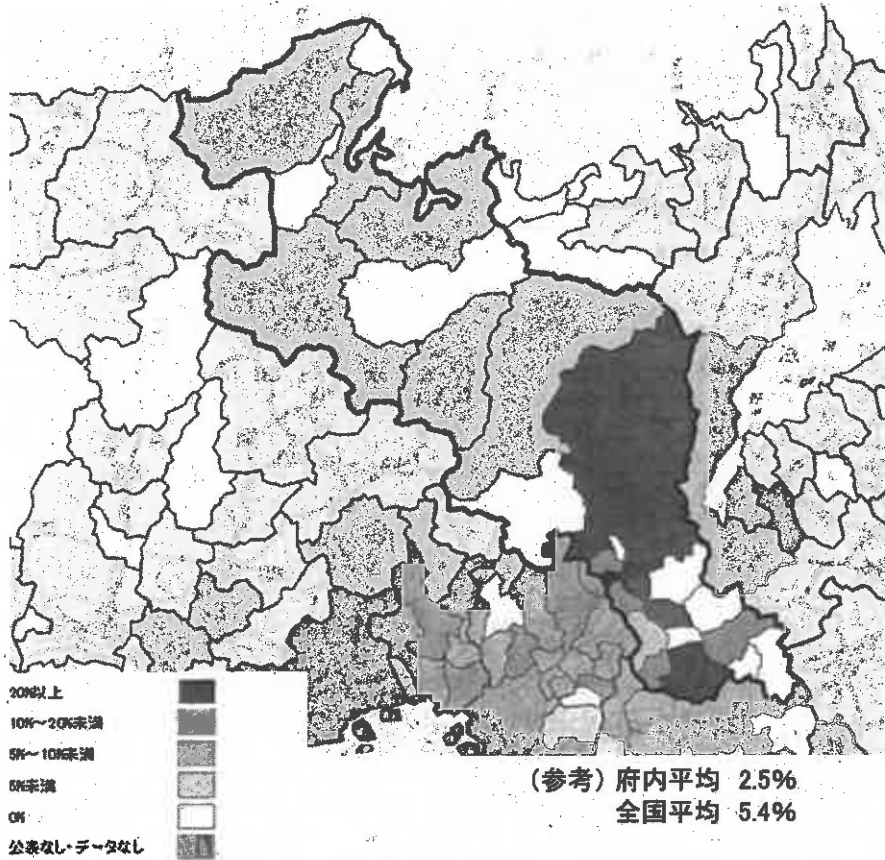 20%以上
10%~20%未満
5%~10%未満
5%未満
0%
公表なし・データなし
(参考) 府内平均 2.5%
全国平均 5.4%